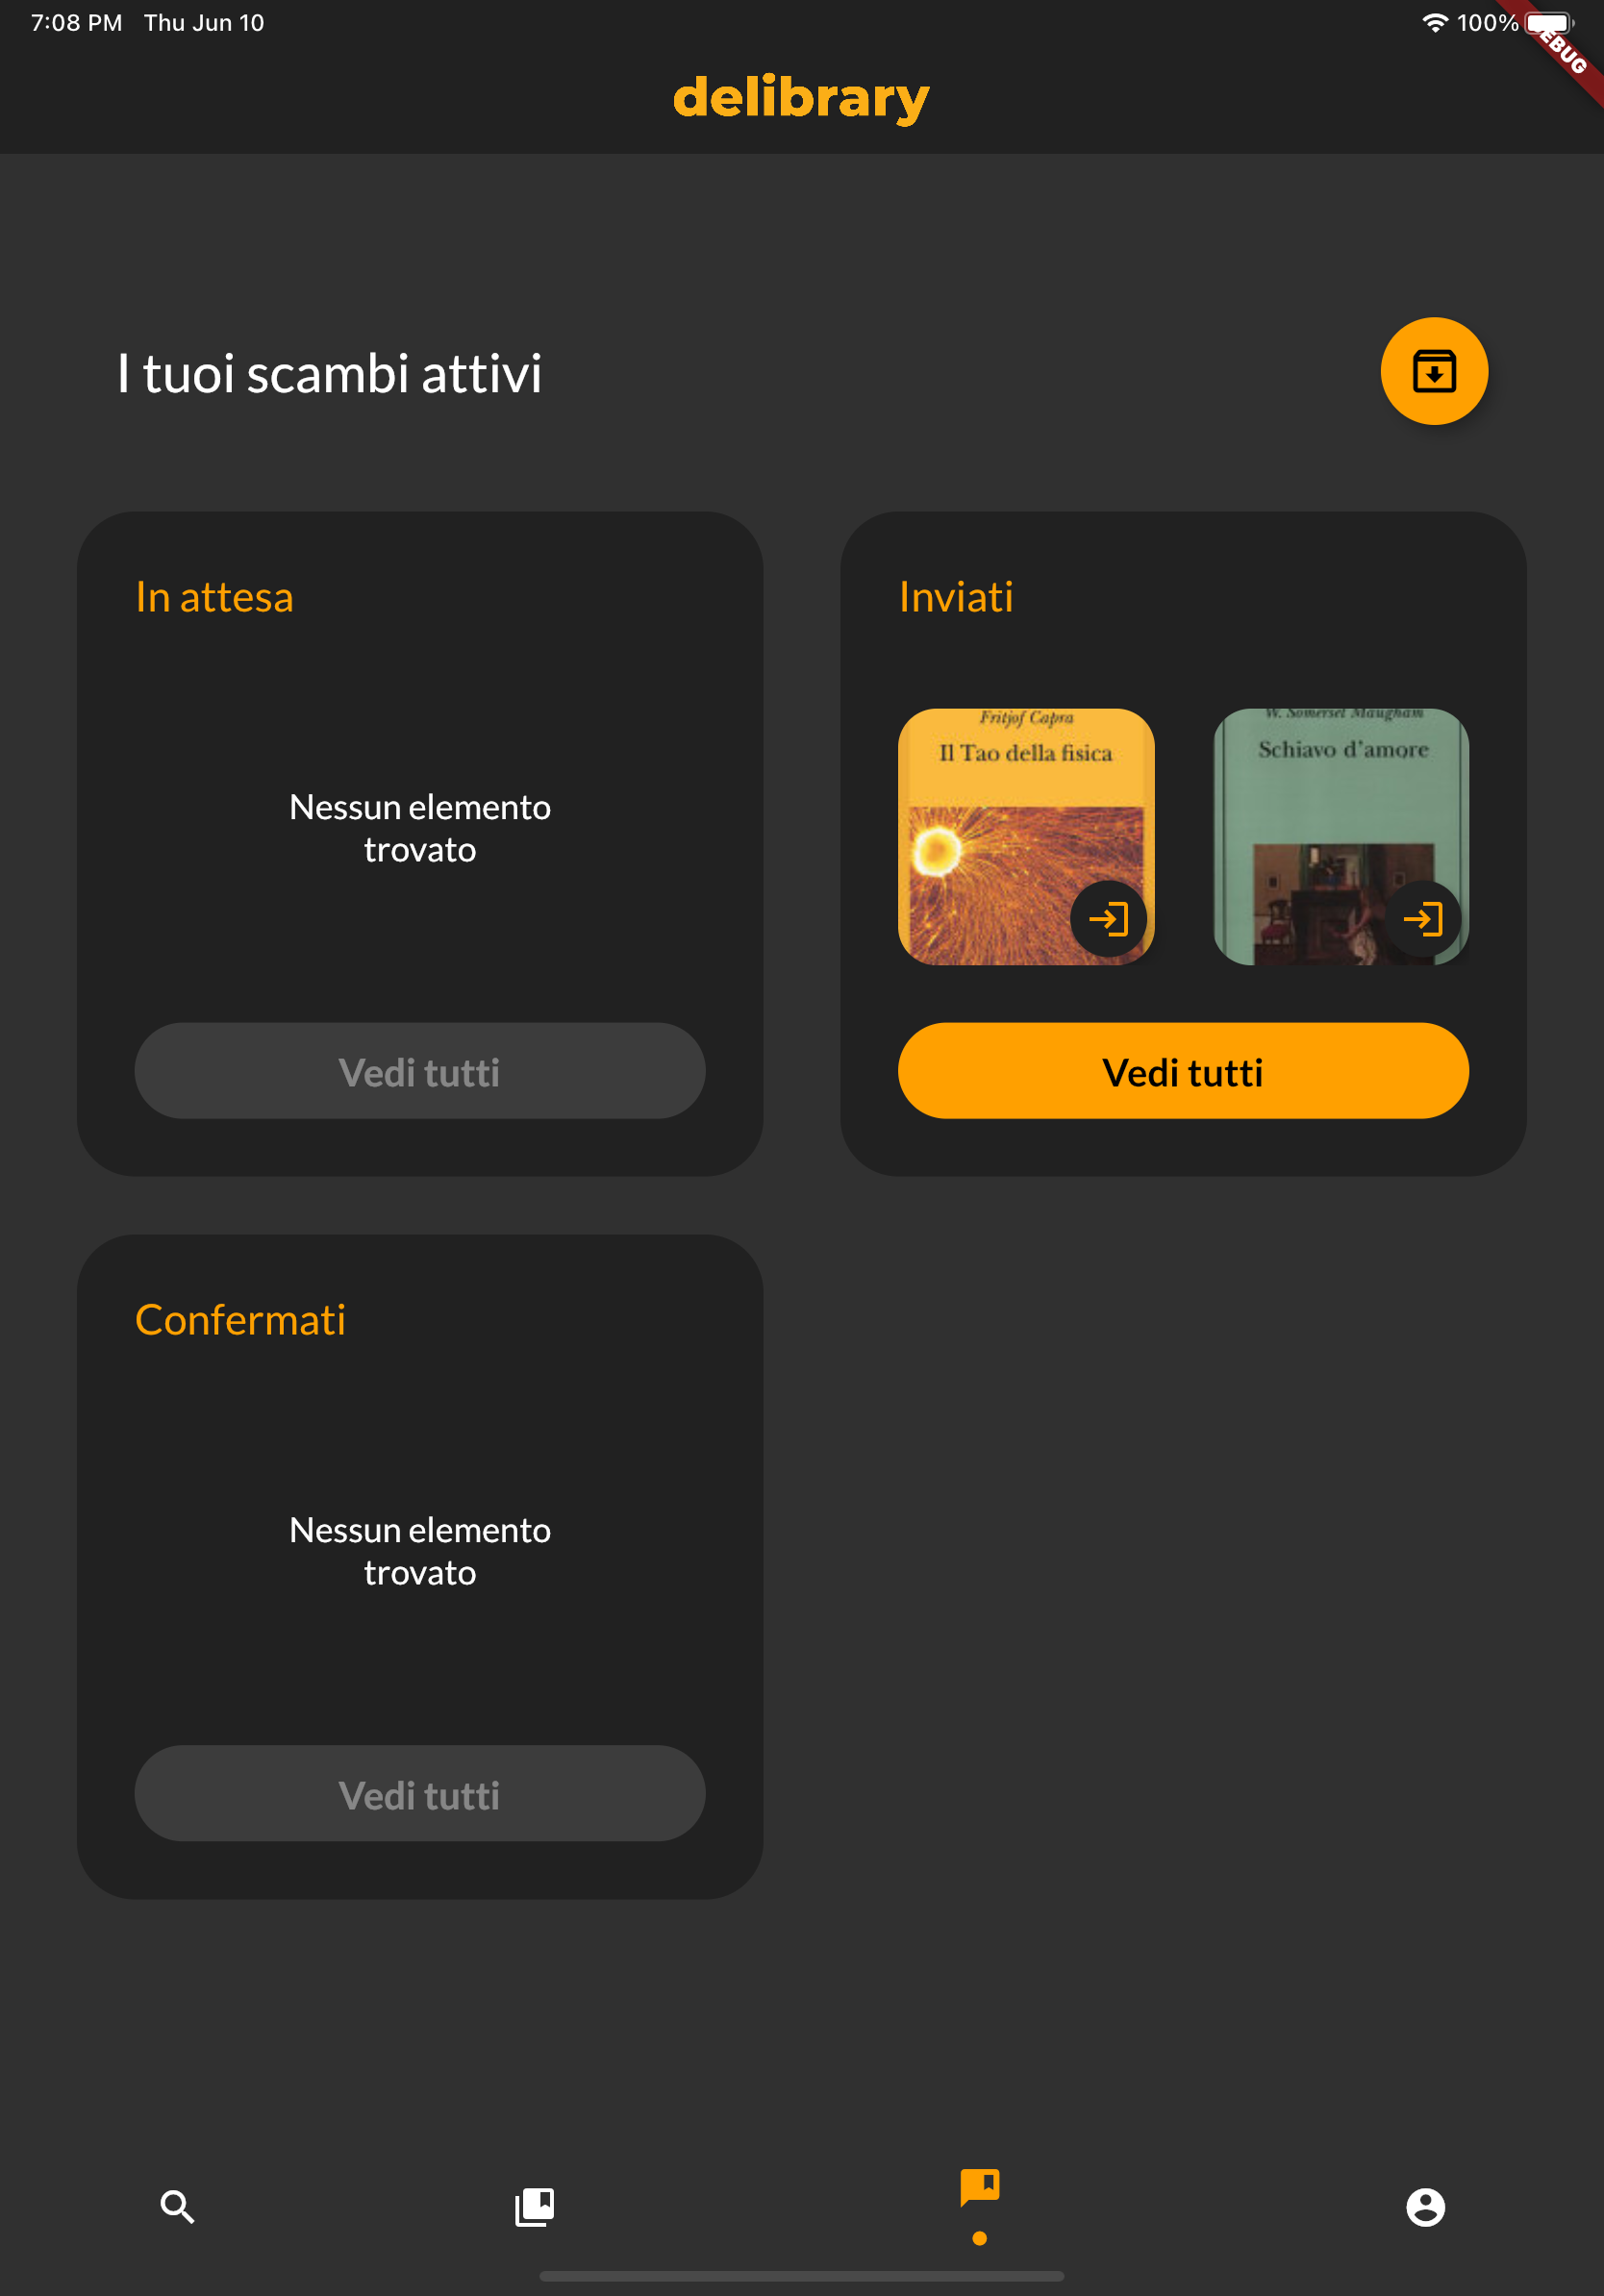 7:08 PM Thu Jun 10
100%
EBUG
delibrary
I tuoi scambi attivi
In attesa
Nessun elemento
trovato
Vedi tutti
Inviati
Fritjof Capra
Il Tao della fisica
W. Somerset Maugham
Schiavo d'amore
Vedi tutti
Confermati
Nessun elemento
trovato
Vedi tutti